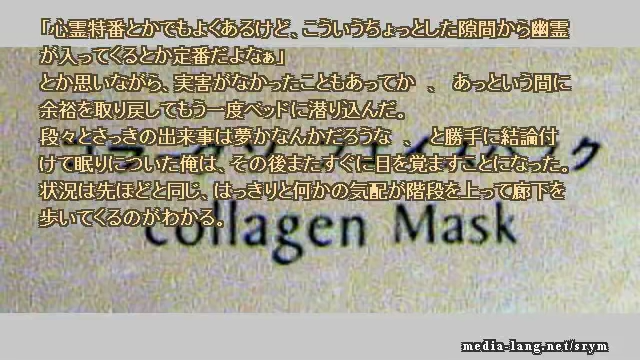 「心霊特番とかでもよくあるけど、こういうちょっとした隙間から幽霊
が入ってくるとか定番だよなぁ」
とか思いながら、実害がなかったこともあってか 、 あっという間に
余裕を取り戻してもう一度ベッドに潜り込んだ。
段々とさっきの出来事は夢かなんかだろうな 、 と勝手に結論付
けて眠りについた俺は、その後またすぐに目を覚ますことになった。
状況は先ほどと同じ、はっきりと何かの気配が階段を上って廊下を
歩いてくるのがわかる。
collagen Mask
media-lang.net/srym